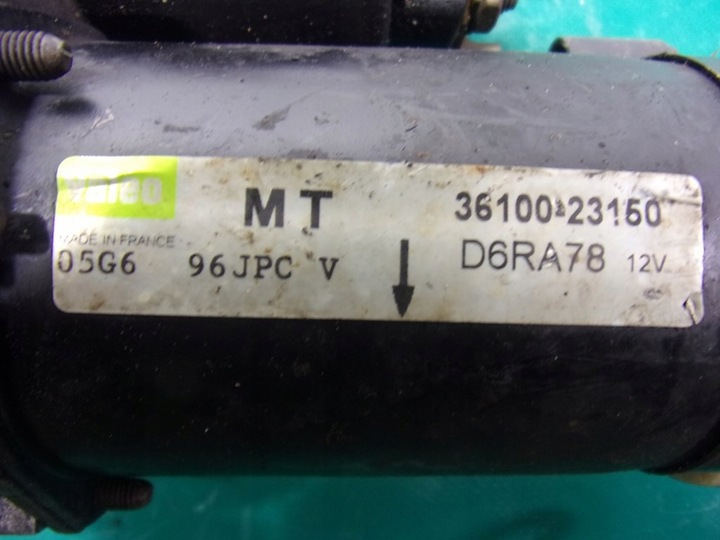 valeo
MT
36100-23150
MADE IN FRANCE
D6RA78 12V
05G6 96JPC V